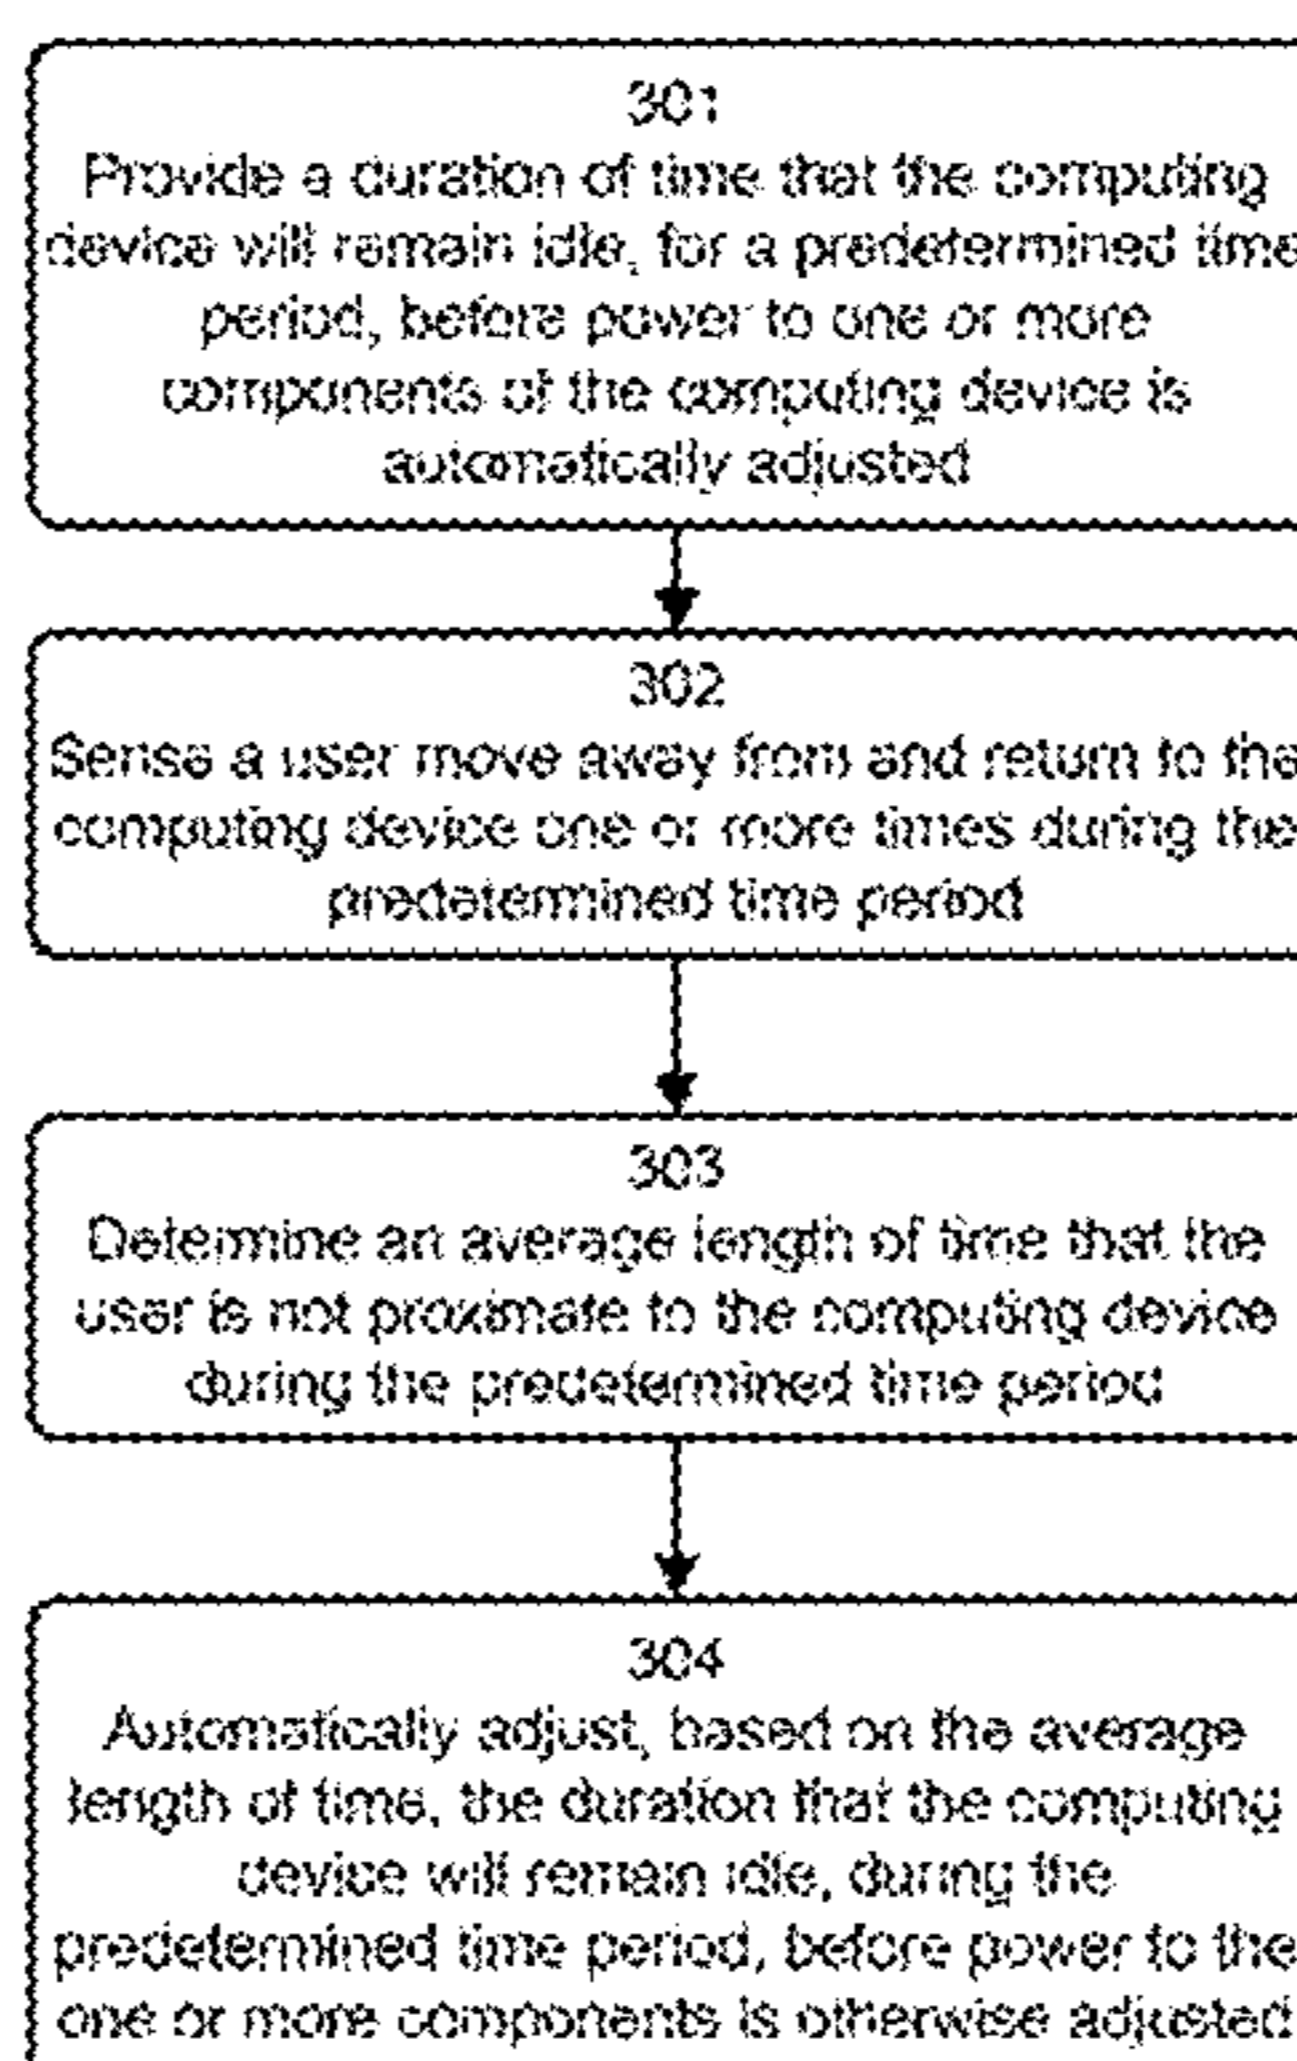 301
Provide a duration of time that the computing
device will remain idle, for a predetermined time
period, before power to one or more
components of the computing device is
automatically adjusted
302
Sense a user move away from and return to the
computing device one or more times during the
predetermined time period
303
Determine an average length of time that the
user is not proximate to the computing device
during the predetermined time period
304
Automatically adjust, based on the average
length of time, the duration that the computing
device will remain idle, during the
predetermined time period, before power to the
one or more components is otherwise adjusted